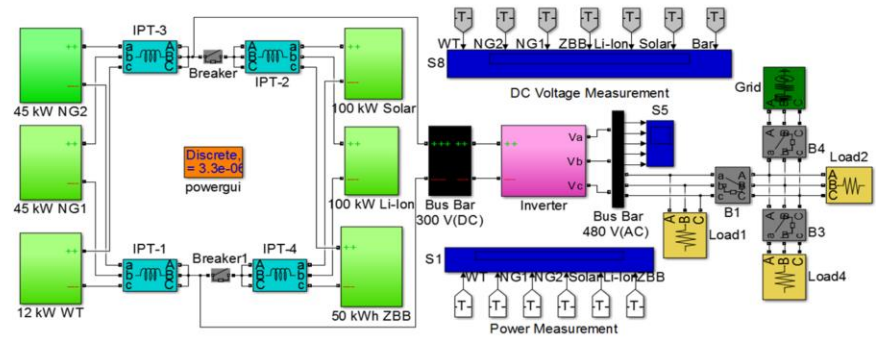 -T- -T- -T- -T- -T- -T- -T-
WT NG2 NG1 ZBB Li-Ion Solar Bar
S8
DC Voltage Measurement
IPT-3
A a
B b
C c
Breaker
a A
b B
c C
IPT-2
++
45 kW NG2
++
100 kW Solar
++
45 kW NG1
++
100 kW Li-Ion
Discrete,
= 3.3e-06
powergui
IPT-1
A a
B b
C c
Breaker1
IPT-4
A a
B b
C c
++
12 kW WT
++
50 kWh ZBB
+++ ++
Bus Bar
300 V(DC)
++
Va
Vb
Vc
Inverter
Bus Bar
480 V(AC)
S5
Grid
A B C
A B C
a b c
B4
Load2
A
B
C
a A
b B
c C
B1
A B C
Load1
B3
A B C
Load4
S1
WT NG1 NG2 Solar Li-Ion ZBB
-T- -T- -T- -T- -T- -T-
Power Measurement